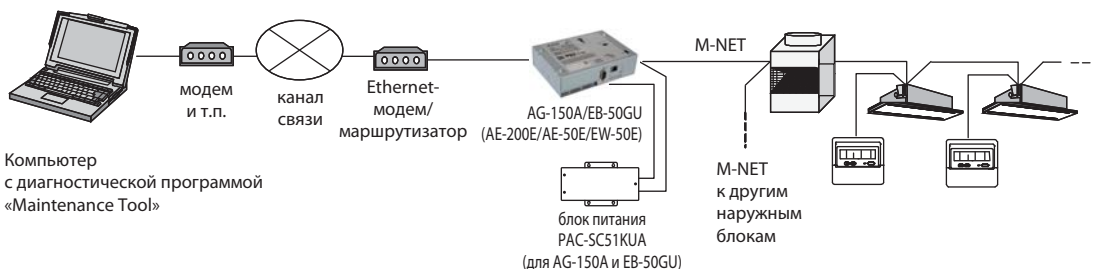 M-NET
модем
и т.п.
канал
связи
Ethernet-
модем/
маршрутизатор
AG-150A/EB-50GU
(AE-200E/AE-50E/EW-50E)
Компьютер
с диагностической программой
«Maintenance Tool»
M-NET
к другим
наружным
блокам
блок питания
PAC-SC51KUA
(для AG-150A и EB-50GU)